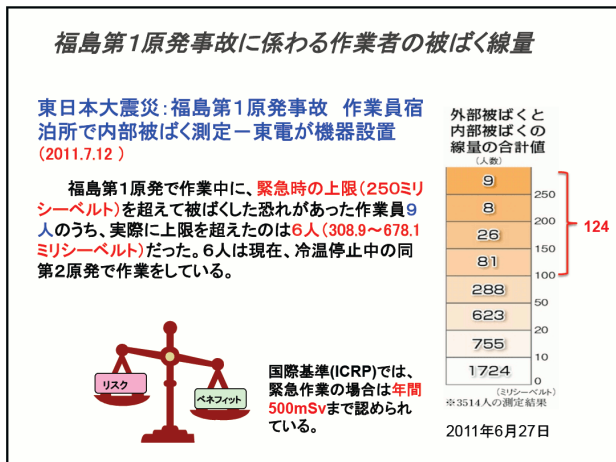 福島第1原発事故に係わる作業者の被ばく線量
東日本大震災：福島第1原発事故　作業員宿
泊所で内部被ばく測定－東電が機器設置
（2011.7.12 ）
福島第1原発で作業中に、緊急時の上限（250ミリ
シーベルト）を超えて被ばくした恐れがあった作業員9
人のうち、実際に上限を超えたのは6人（308.9～678.1
ミリシーベルト）だった。6人は現在、冷温停止中の同
第2原発で作業をしている。
リスク
ベネフィット
国際基準(ICRP)では、
緊急作業の場合は年間
500mSvまで認められ
ている。
外部被ばくと
内部被ばくの
線量の合計値
（人数）
9
250
8
200
26
150
81
100
288
50
623
20
755
10
1724
0
（ミリシーベルト）
※3514人の測定結果
124
2011年6月27日